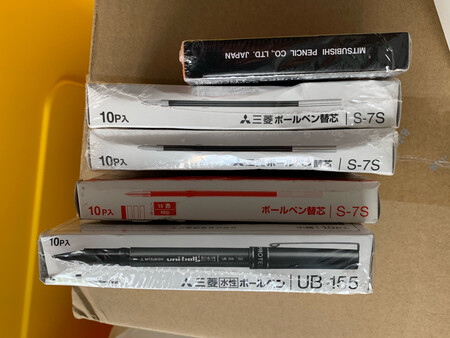 MITSUBISHI PENCIL CO., LTD. JAPAN
10P入 三菱ボールペン替芯 S-7S
10P入 三菱ボールペン替芯 S-7S
10P入 ボールペン替芯 S-7S
10P入
MITSUBISHI uni-ball UB-155
三菱 水性 ボールペン UB-155